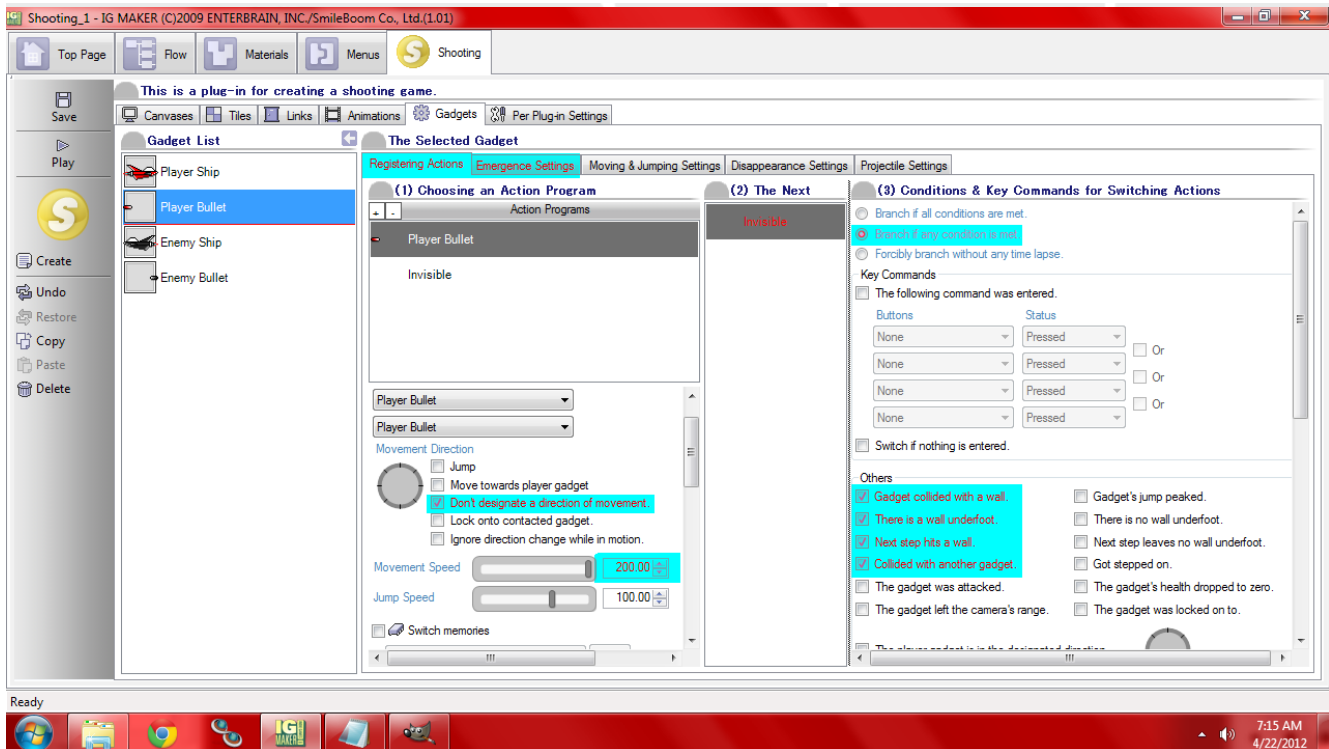 Shooting_1 - IG MAKER (C)2009 ENTERBRAIN, INC./SmileBoom Co., Ltd.(1.01)
Top Page
Flow
Materials
Menus
S
Shooting
Save
Play
S
Create
Undo
Restore
Copy
Paste
Delete
This is a plug-in for creating a shooting game.
Canvases
Tiles
Links
Animations
Gadgets
Per Plug-in Settings
Gadget List
Player Ship
Player Bullet
Enemy Ship
Enemy Bullet
The Selected Gadget
Registering Actions
Emergence Settings
Moving & Jumping Settings
Disappearance Settings
Projectile Settings
(1) Choosing an Action Program
+ -
Action Programs
Player Bullet
Invisible
Player Bullet
Player Bullet
Movement Direction
Jump
Move towards player gadget
Don't designate a direction of movement.
Lock onto contacted gadget.
Ignore direction change while in motion.
Movement Speed
200.00
Jump Speed
100.00
Switch memories
(2) The Next
Invisible
(3) Conditions & Key Commands for Switching Actions
Branch if all conditions are met.
Branch if any condition is met.
Forcibly branch without any time lapse.
Key Commands
The following command was entered.
Buttons
Status
None
Pressed
Or
None
Pressed
Or
None
Pressed
Or
None
Pressed
Switch if nothing is entered.
Others
Gadget collided with a wall.
Gadget's jump peaked.
There is a wall underfoot.
There is no wall underfoot.
Next step hits a wall.
Next step leaves no wall underfoot.
Collided with another gadget.
Got stepped on.
The gadget was attacked.
The gadget's health dropped to zero.
The gadget left the camera's range.
The gadget was locked on to.
The player gadget is in the designated direction
Ready
IG
MAKER
7:15 AM
4/22/2012